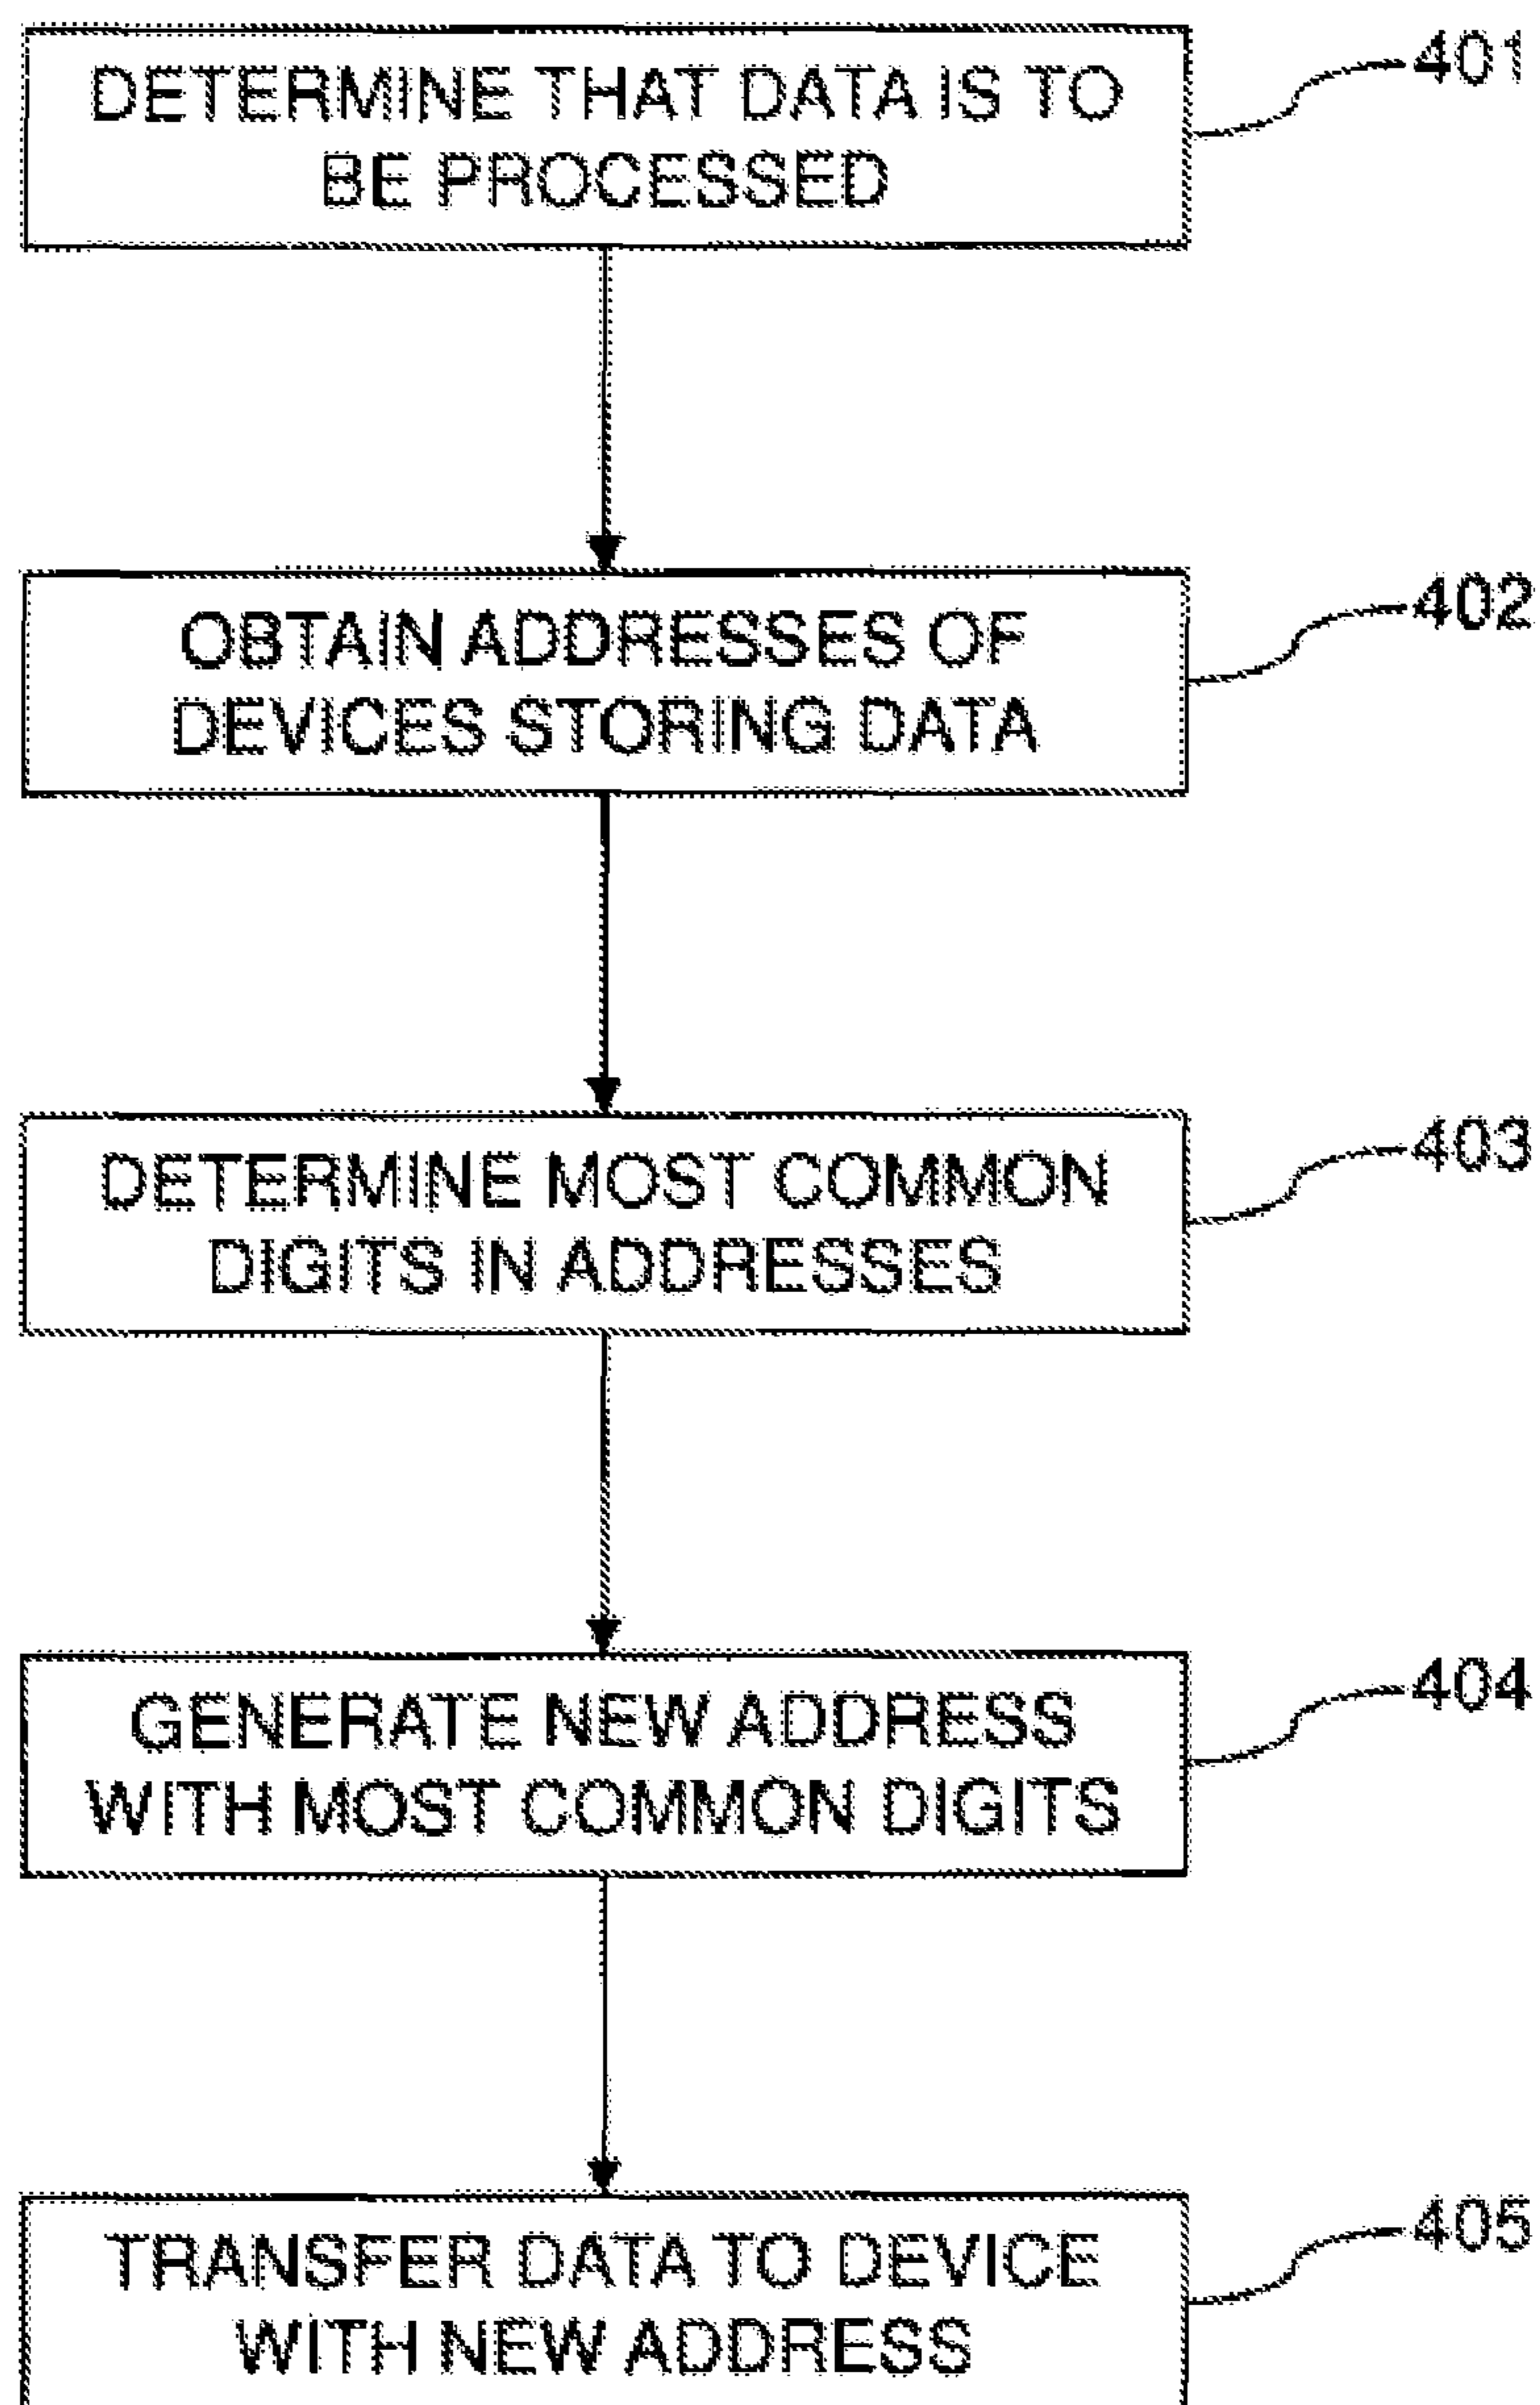 DETERMINE THAT DATA IS TO
BE PROCESSED
401
OBTAIN ADDRESSES OF
DEVICES STORING DATA
402
DETERMINE MOST COMMON
DIGITS IN ADDRESSES
403
GENERATE NEW ADDRESS
WITH MOST COMMON DIGITS
404
TRANSFER DATA TO DEVICE
WITH NEW ADDRESS
405